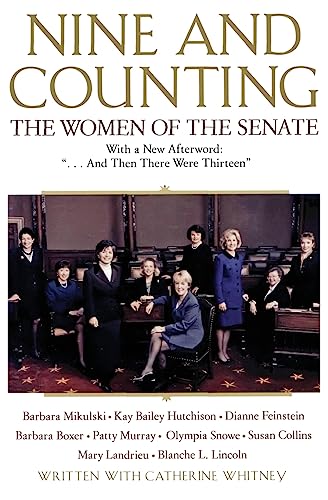 NINE AND
COUNTING
THE WOMEN OF THE SENATE
With a New Afterword:
“. . . And Then There Were Thirteen”
Barbara Mikulski · Kay Bailey Hutchison · Dianne Feinstein
Barbara Boxer · Patty Murray · Olympia Snowe · Susan Collins
Mary Landrieu · Blanche L. Lincoln
WRITTEN WITH CATHERINE WHITNEY